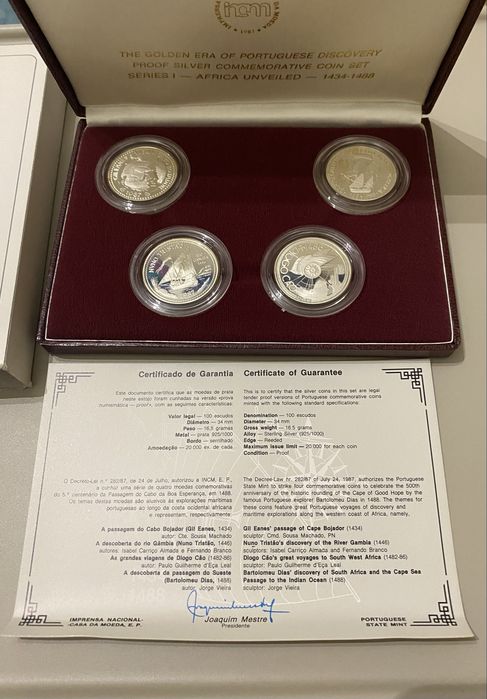 incm
THE GOLDEN ERA OF PORTUGUESE DISCOVERY
PROOF SILVER COMMEMORATIVE COIN SET
SERIES I — AFRICA UNVEILED — 1434-1488
GIL EANES
NUNO TRISTÃO
DIOGO CÃO
Certificado de Garantia
Este documento certifica que as moedas de prata
neste estojo foram cunhadas na versão «prova
numismática — proof», com as seguintes características:
Valor legal — 100 escudos
Diâmetro — 34 mm
Peso — 16,5 gramas
Metal — prata 925/1000
Bordo — serrilhado
Amoedação — 20 000 ex. de cada
O Decreto-Lei n.º 282/87, de 24 de Julho, autorizou a INCM, E. P.,
a cunhar uma série de quatro moedas comemorativas
do 5.º centenário da Passagem do Cabo da Boa Esperança, em 1488.
Os temas destas moedas são alusivos às explorações marítimas
portuguesas ao longo da costa ocidental africana
e representam, respectivamente:
A passagem do Cabo Bojador (Gil Eanes, 1434)
autor: Cte. Sousa Machado
A descoberta do rio Gâmbia (Nuno Tristão, 1446)
autores: Isabel Carriço Almada e Fernando Branco
As grandes viagens de Diogo Cão (1482-86)
autor: Paulo Guilherme d'Eça Leal
A descoberta da passagem do Sueste
(Bartolomeu Dias, 1488)
autor: Jorge Vieira
Certificate of Guarantee
This is to certify that the silver coins in this set are legal
tender proof versions of Portuguese commemorative coins
minted with the following standard specifications:
Denomination — 100 escudos
Diameter — 34 mm
Gross weight — 16.5 grams
Alloy — Sterling Silver (925/1000)
Edge — Reeded
Maximum issue limit — 20 000 for each coin
Condition — Proof
The Decree-Law nr. 282/87 of July 24, 1987, authorizes the Portuguese
State Mint to strike four commemorative coins to celebrate the 500th
anniversary of the historic rounding of the Cape of Good Hope by the
famous Portuguese explorer Bartolomeu Dias in 1488. The themes for
these coins feature great Portuguese voyages of discovery and
maritime explorations along the western coast of Africa, namely,
Gil Eanes' passage of Cape Bojador (1434)
sculptor: Cmd. Sousa Machado, PN
Nuno Tristão's discovery of the River Gambia (1446)
sculptors: Isabel Carriço Almada and Fernando Branco
Diogo Cão's great voyages to South West Africa (1482-86)
sculptor: Paulo Guilherme d'Eça Leal
Bartolomeu Dias' discovery of South Africa and the Cape Sea
Passage to the Indian Ocean (1488)
sculptor: Jorge Vieira
IMPRENSA NACIONAL-
-CASA DA MOEDA, E. P.
Joaquim Mestre
Presidente
PORTUGUESE
STATE MINT